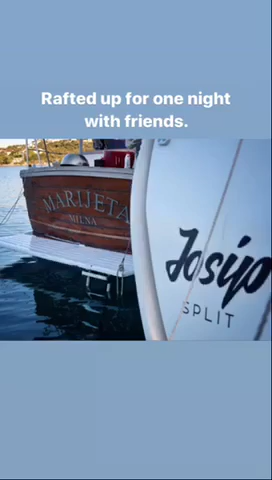 Rafted up for one night
with friends.
MARIJETA
MILNA
Josip
SPLIT